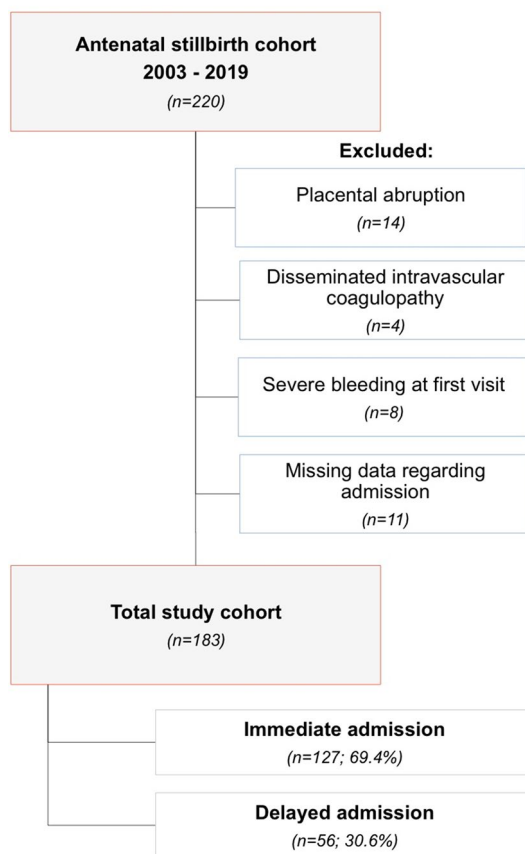 Antenatal stillbirth cohort
2003 - 2019
(n=220)
Excluded:
Placental abruption
(n=14)
Disseminated intravascular
coagulopathy
(n=4)
Severe bleeding at first visit
(n=8)
Missing data regarding
admission
(n=11)
Total study cohort
(n=183)
Immediate admission
(n=127; 69.4%)
Delayed admission
(n=56; 30.6%)